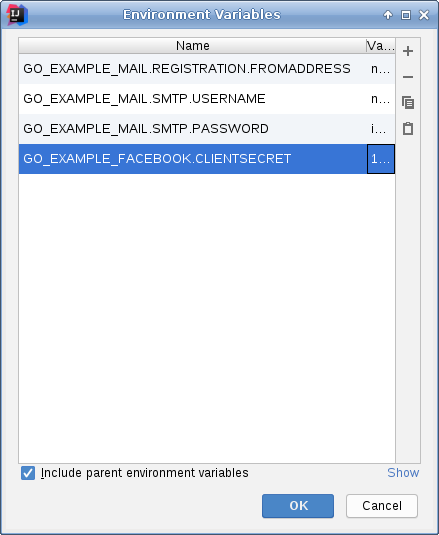 Environment Variables
Name Va...
GO_EXAMPLE_MAIL.REGISTRATION.FROMADDRESS n...
GO_EXAMPLE_MAIL.SMTP.USERNAME n...
GO_EXAMPLE_MAIL.SMTP.PASSWORD i...
GO_EXAMPLE_FACEBOOK.CLIENTSECRET 1...
Include parent environment variables Show
OK Cancel